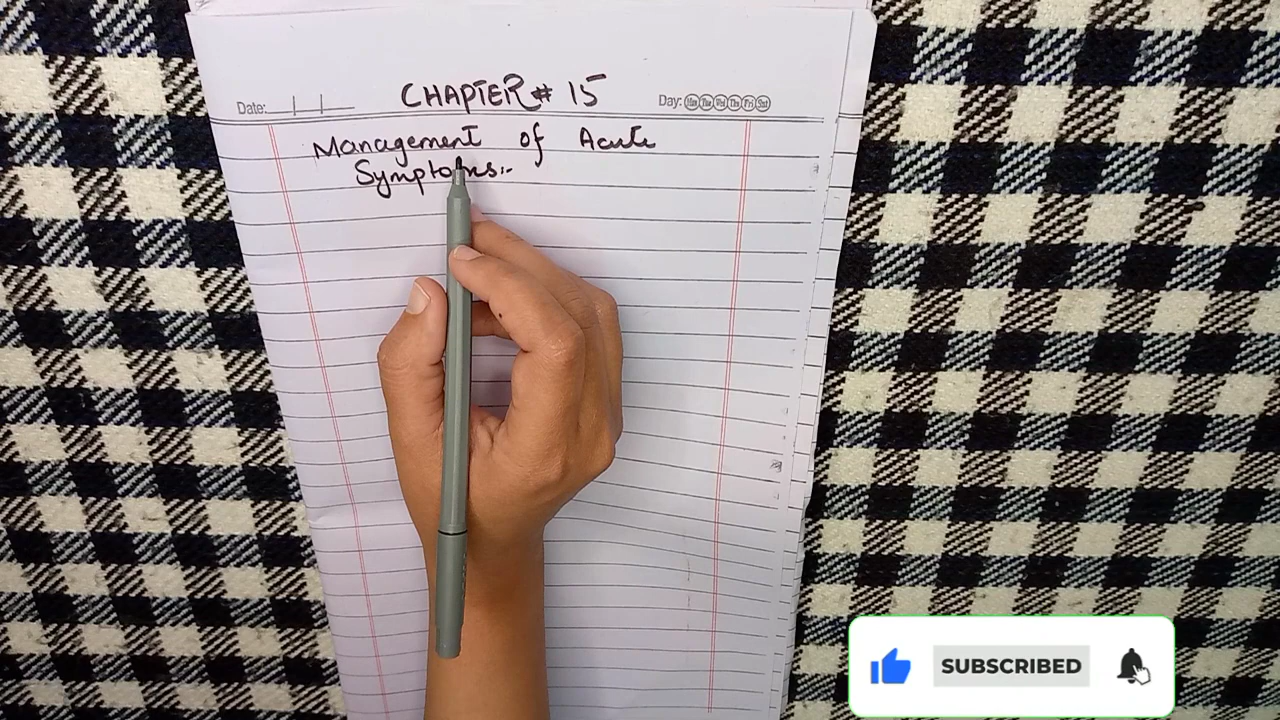 CHAPTER # 15
Date:
Day: Mon Tue Wed Thu Fri Sat
Management of Acute
Symptoms:-
SUBSCRIBED